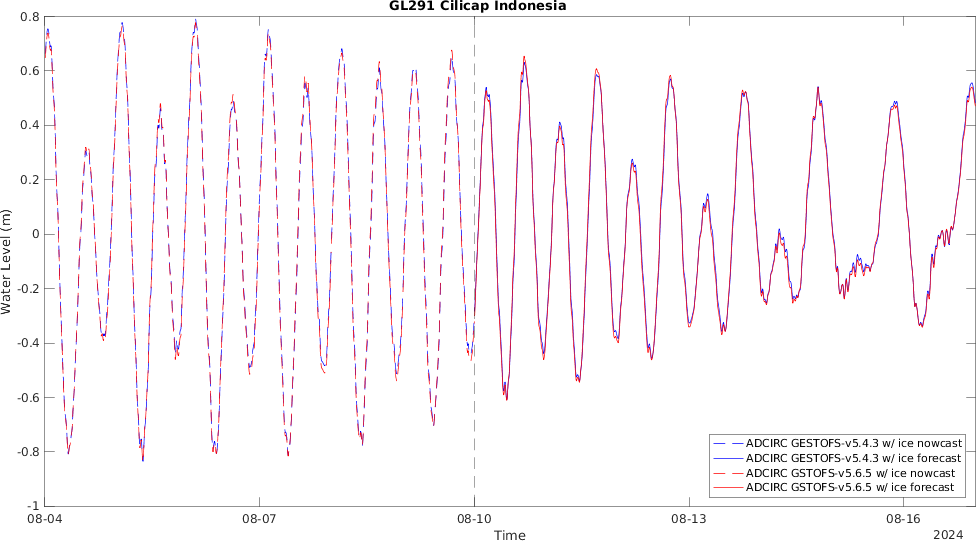 GL291 Cilicap Indonesia
0.8
0.6
0.4
0.2
0
-0.2
-0.4
-0.6
-0.8
-1
Water Level (m)
08-04
08-07
08-10
08-13
08-16
Time
2024
ADCIRC GESTOFS-v5.4.3 w/ ice nowcast
ADCIRC GESTOFS-v5.4.3 w/ ice forecast
ADCIRC GSTOFS-v5.6.5 w/ ice nowcast
ADCIRC GSTOFS-v5.6.5 w/ ice forecast